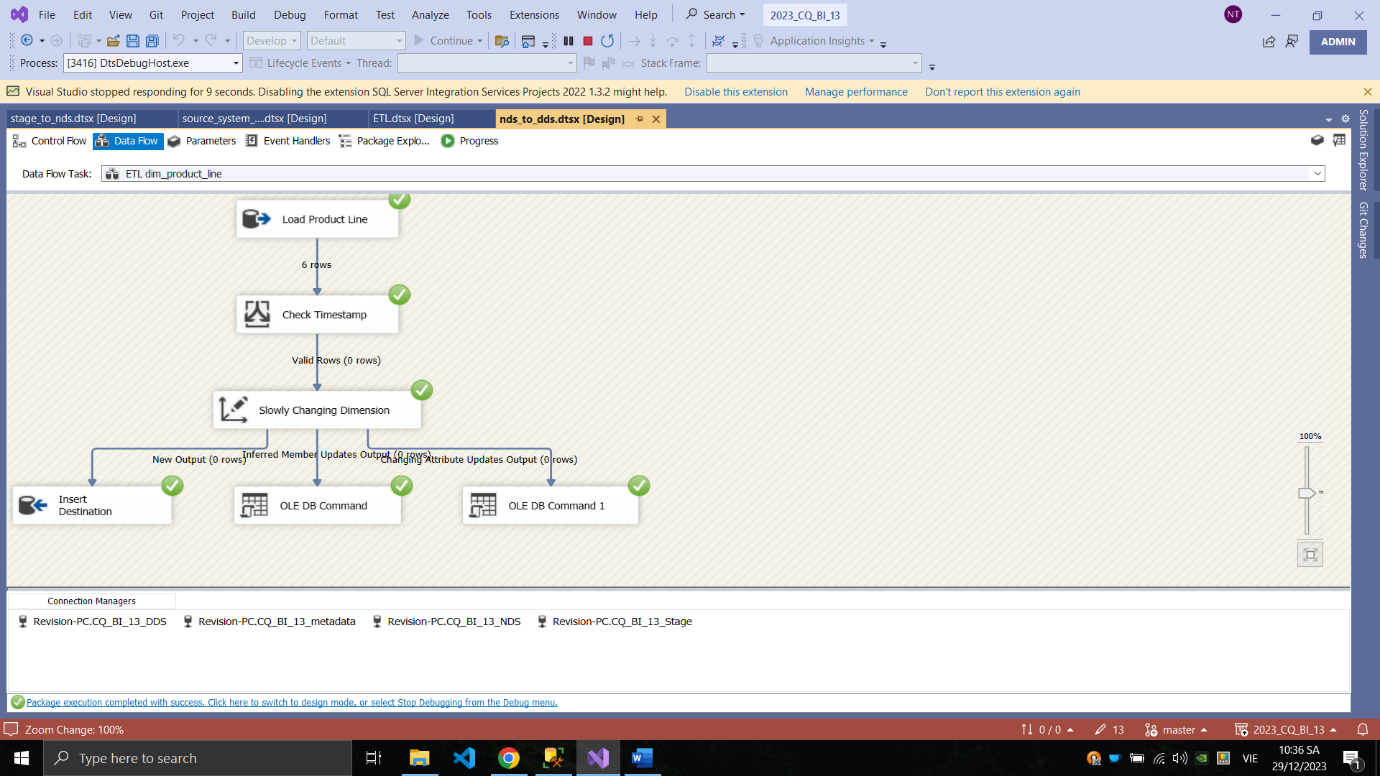 File Edit View Git Project Build Debug Format Test Analyze Tools Extensions Window Help Search 2023_CQ_BI_13 NT
Develop Default Continue Application Insights ADMIN
Process: [3416] DtsDebugHost.exe Lifecycle Events Thread: Stack Frame:
Visual Studio stopped responding for 9 seconds. Disabling the extension SQL Server Integration Services Projects 2022 1.3.2 might help. Disable this extension Manage performance Don't report this extension again
stage_to_nds.dtsx [Design] source_system_....dtsx [Design] ETL.dtsx [Design] nds_to_dds.dtsx [Design]
Control Flow Data Flow Parameters Event Handlers Package Explo... Progress
Data Flow Task: ETL dim_product_line
Solution Explorer
Git Changes
Load Product Line
6 rows
Check Timestamp
Valid Rows (0 rows)
Slowly Changing Dimension
New Output (0 rows) Inferred Member Updates Output (0 rows) Changing Attribute Updates Output (0 rows)
Insert
Destination
OLE DB Command
OLE DB Command 1
100%
Connection Managers
Revision-PC.CQ_BI_13_DDS Revision-PC.CQ_BI_13_metadata Revision-PC.CQ_BI_13_NDS Revision-PC.CQ_BI_13_Stage
Package execution completed with success. Click here to switch to design mode, or select Stop Debugging from the Debug menu.
Zoom Change: 100% 0 / 0 13 master 2023_CQ_BI_13
Type here to search VIE 10:36 SA
29/12/2023 1